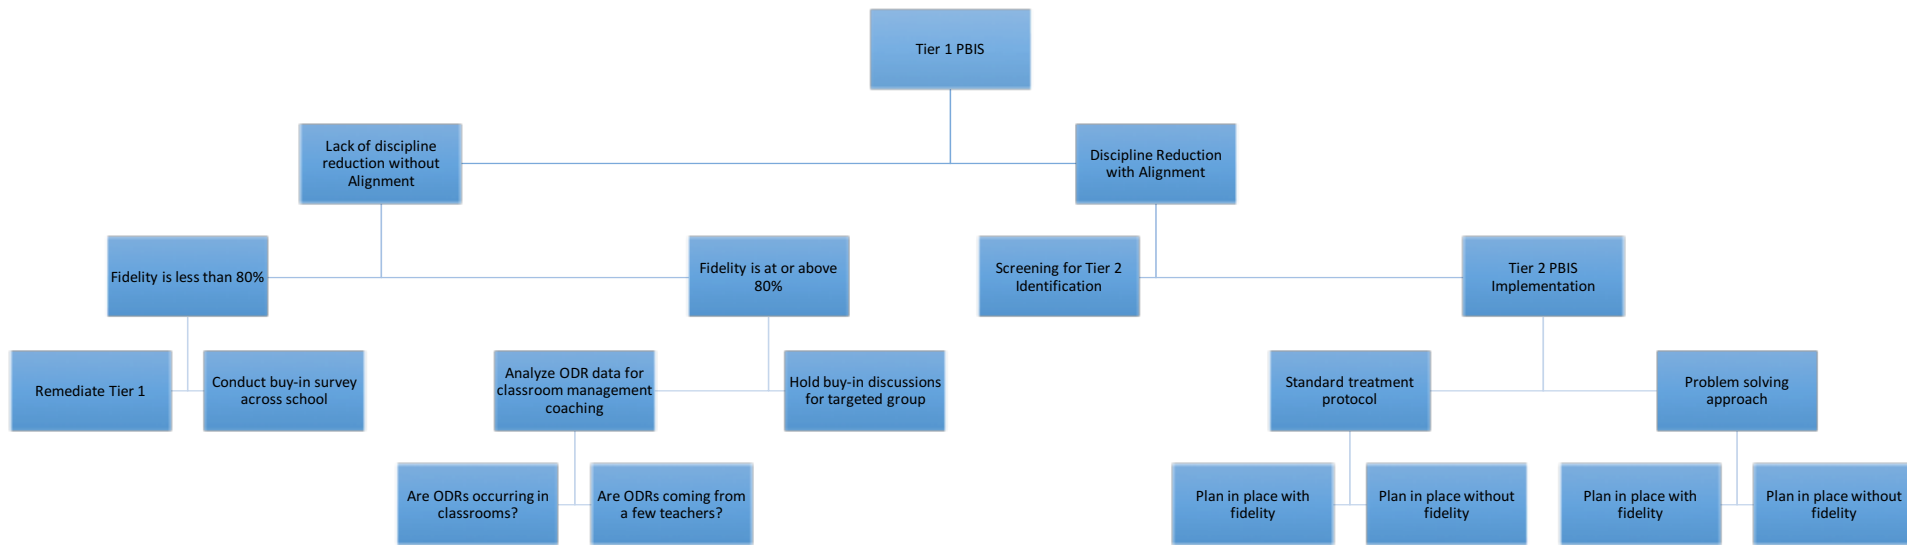 Tier 1 PBIS
Lack of discipline
reduction without
Alignment
Discipline Reduction
with Alignment
Fidelity is less than 80%
Fidelity is at or above
80%
Screening for Tier 2
Identification
Tier 2 PBIS
Implementation
Remediate Tier 1
Conduct buy-in survey
across school
Analyze ODR data for
classroom management
coaching
Hold buy-in discussions
for targeted group
Standard treatment
protocol
Problem solving
approach
Are ODRs occurring in
classrooms?
Are ODRs coming from
a few teachers?
Plan in place with
fidelity
Plan in place without
fidelity
Plan in place with
fidelity
Plan in place without
fidelity